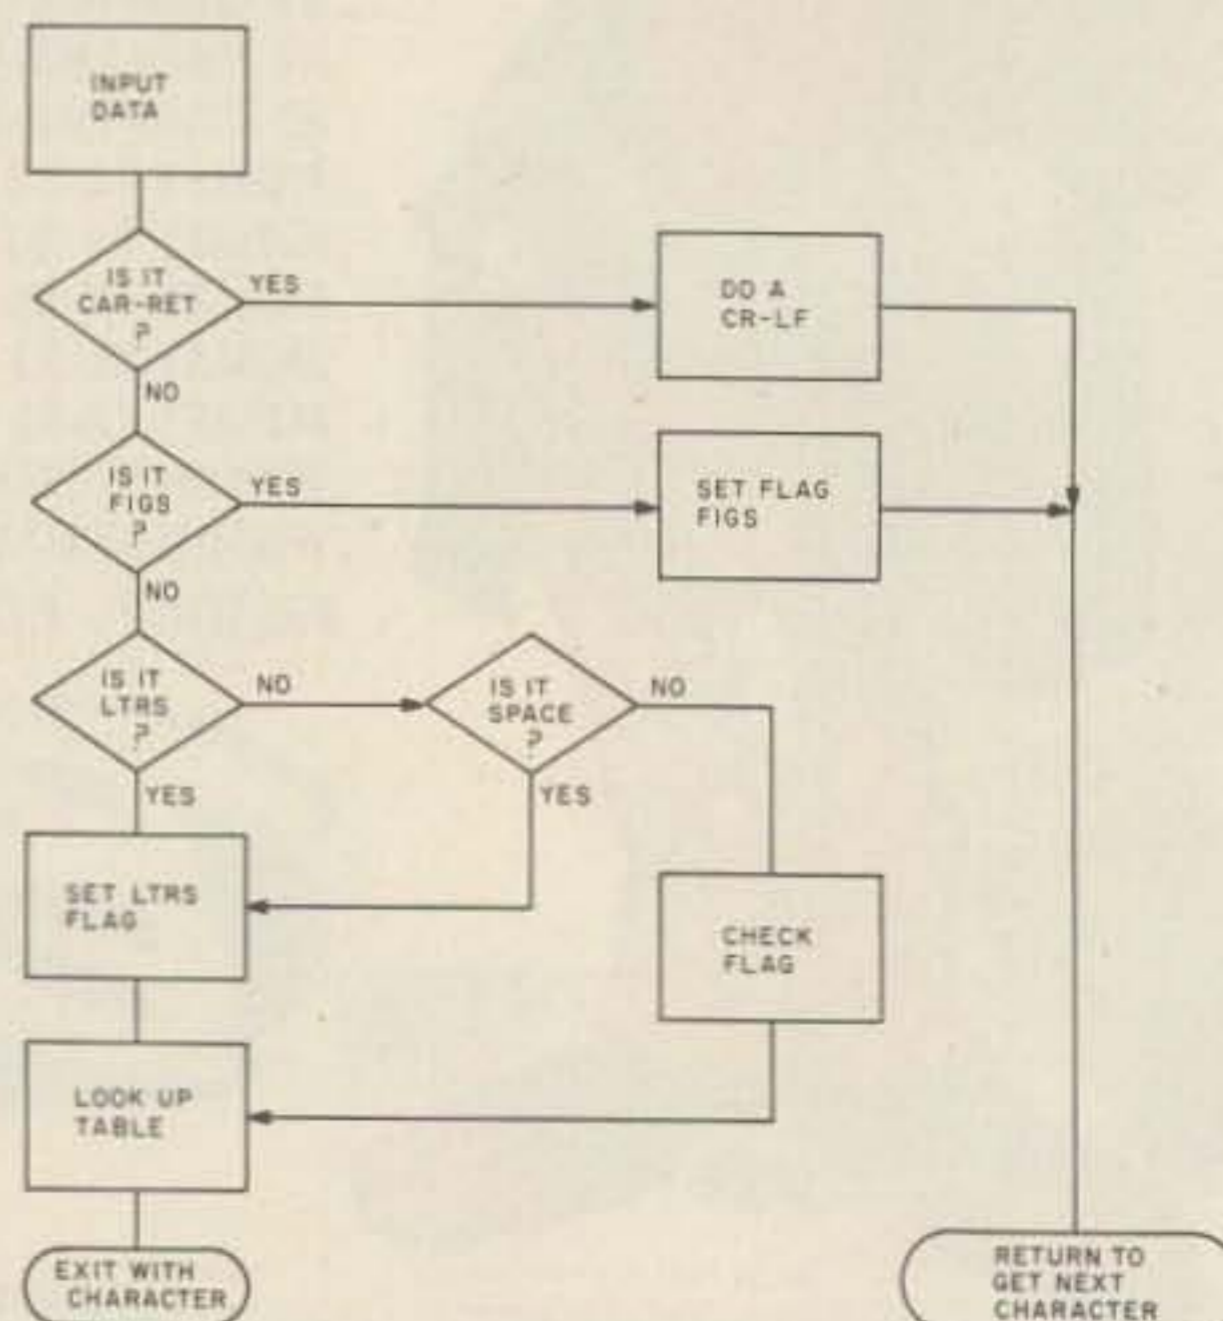 INPUT
DATA
IS IT
CAR-RET
?
YES
DO A
CR-LF
NO
IS IT
FIGS
?
YES
SET FLAG
FIGS
NO
IS IT
LTRS
?
NO
IS IT
SPACE
?
NO
YES
YES
SET LTRS
FLAG
CHECK
FLAG
LOOK UP
TABLE
EXIT WITH
CHARACTER
RETURN TO
GET NEXT
CHARACTER